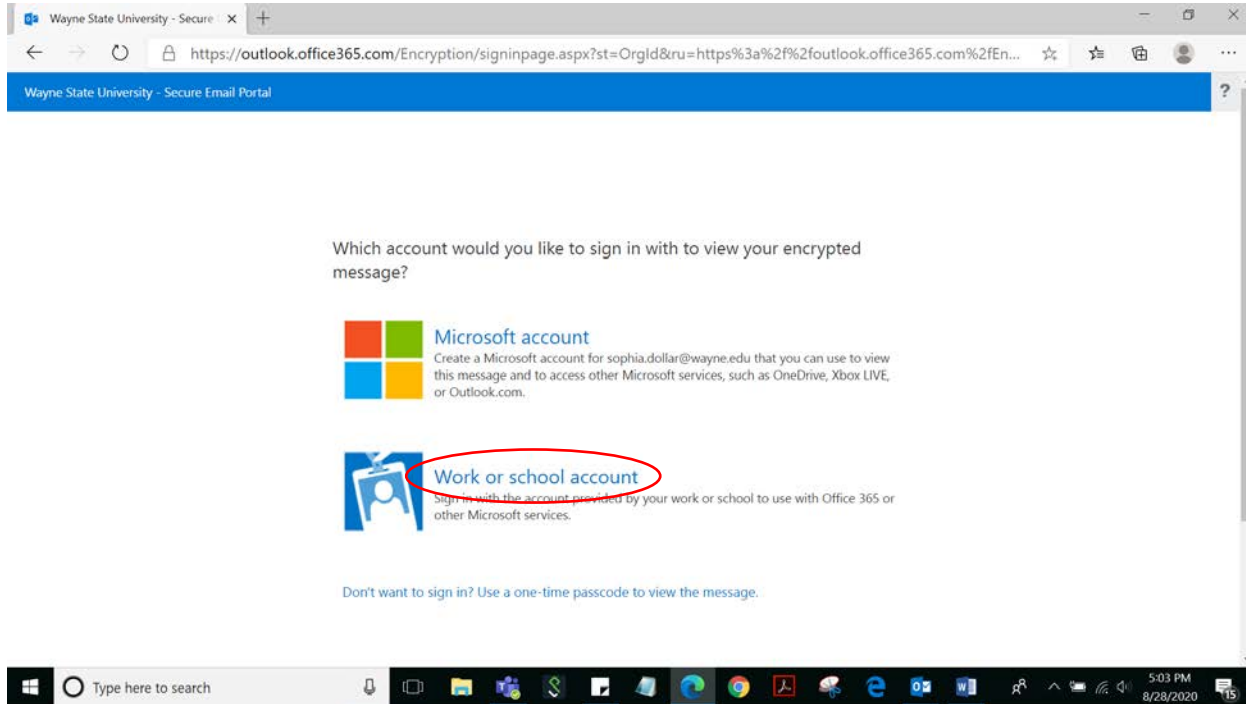 Wayne State University - Secure
https://outlook.office365.com/Encryption/signinpage.aspx?st=OrgId&ru=https%3a%2f%2foutlook.office365.com%2fEn...
Wayne State University - Secure Email Portal
?
Which account would you like to sign in with to view your encrypted
message?
Microsoft account
Create a Microsoft account for sophia.dollar@wayne.edu that you can use to view
this message and to access other Microsoft services, such as OneDrive, Xbox LIVE,
or Outlook.com.
Work or school account
Sign in with the account provided by your work or school to use with Office 365 or
other Microsoft services.
Don't want to sign in? Use a one-time passcode to view the message.
Type here to search
5:03 PM
8/28/2020
15